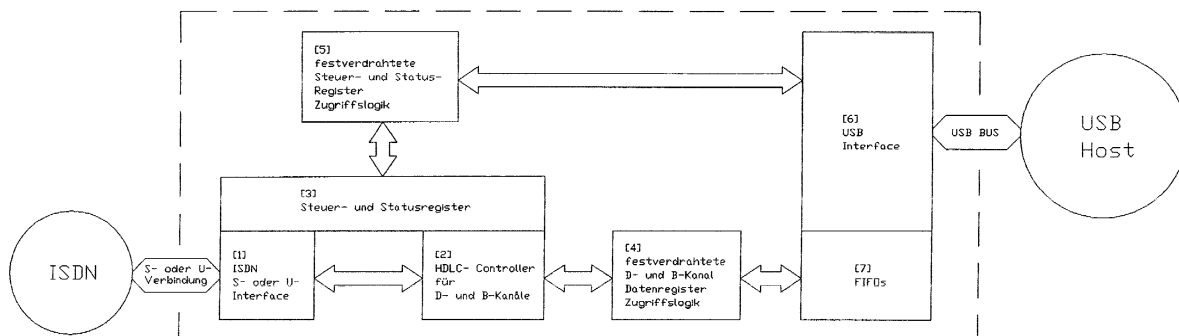 [5]
festverdrahtete
Steuer- und Status-
Register
Zugriffslogik
[6]
USB
Interface
USB BUS
USB
Host
[3]
Steuer- und Statusregister
ISDN
S- oder U-
Verbindung
[1]
ISDN
S- oder U-
Interface
[2]
HDLC- Controller
für
D- und B-Kanäle
[4]
festverdrahtete
D- und B-Kanal
Datenregister
Zugriffslogik
[7]
FIFOs